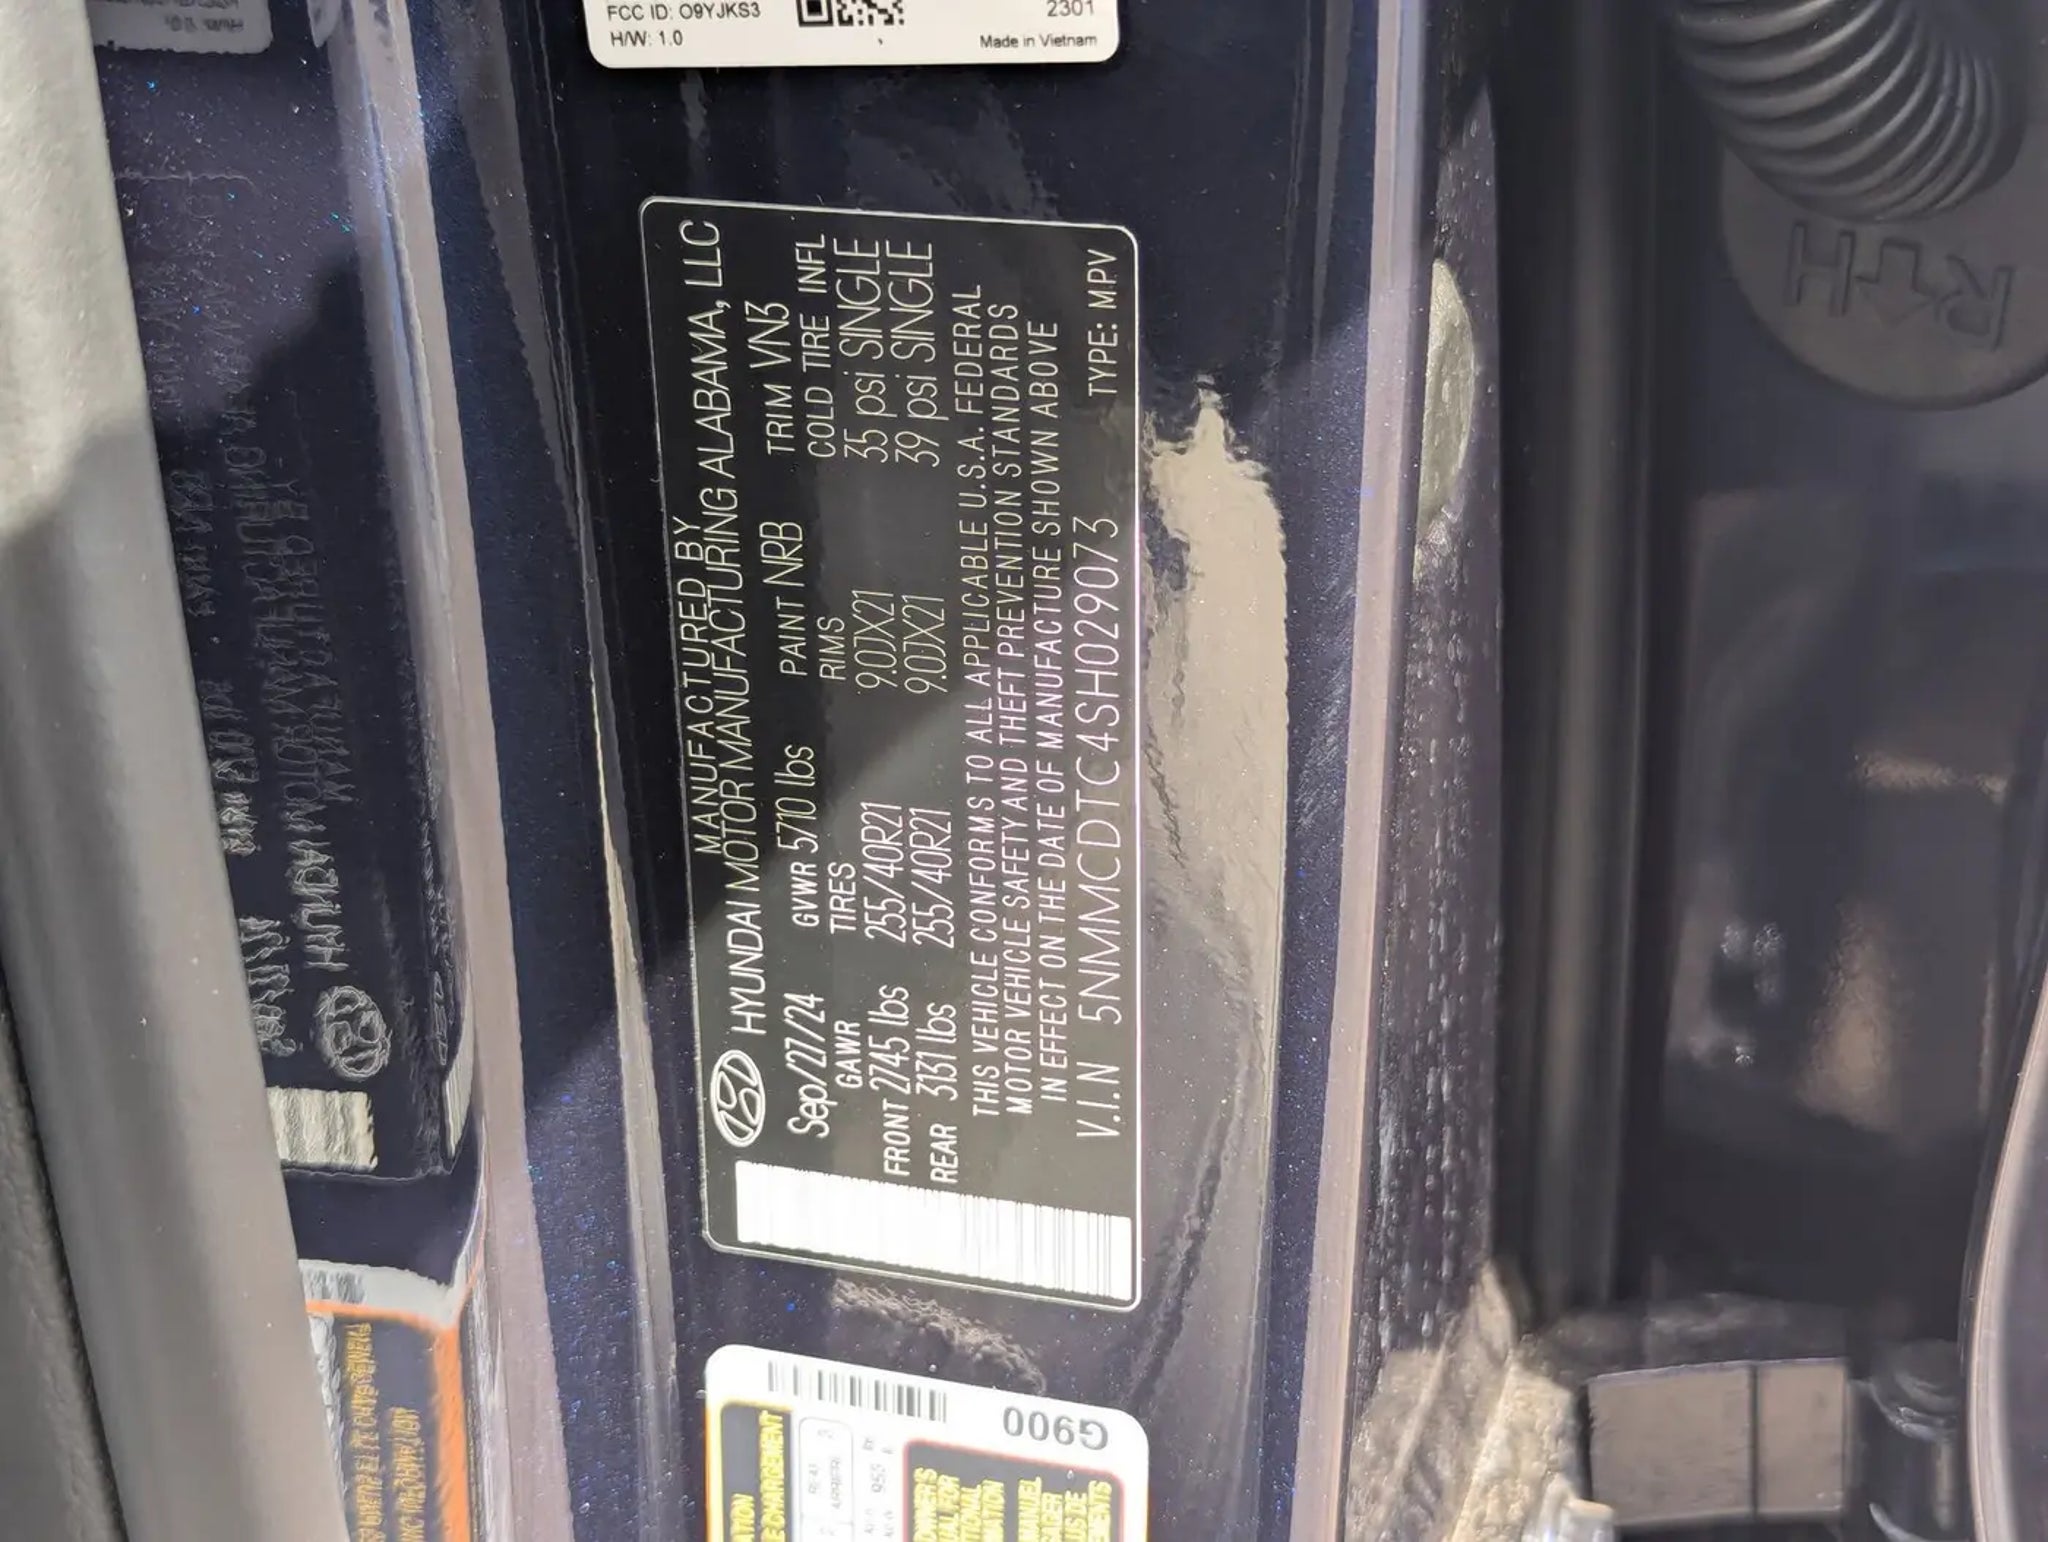 FCC ID: O9YJKS3
2301
H/W: 1.0
Made in Vietnam
MANUFACTURED BY
HYUNDAI MOTOR MANUFACTURING ALABAMA, LLC
Sep/27/24 GVWR 5710 lbs PAINT NRB TRIM VN3
GAWR TIRES RIMS COLD TIRE INFL
FRONT 2745 lbs 255/40R21 9.0JX21 35 psi SINGLE
REAR 3131 lbs 255/40R21 9.0JX21 39 psi SINGLE
THIS VEHICLE CONFORMS TO ALL APPLICABLE U.S.A. FEDERAL
MOTOR VEHICLE SAFETY AND THEFT PREVENTION STANDARDS
IN EFFECT ON THE DATE OF MANUFACTURE SHOWN ABOVE
V.I.N 5NMMCDTC4SH029073 TYPE: MPV
G900
RH